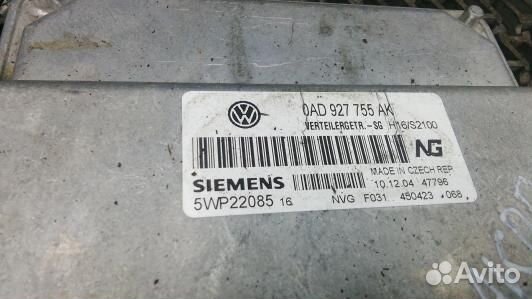 0AD 927 755 AK
VERTEILERGETR.-SG H16/S2100
NG
MADE IN CZECH REP
SIEMENS 10.12.04 47796
5WP22085 16 NVG F031 450423 068
Avito